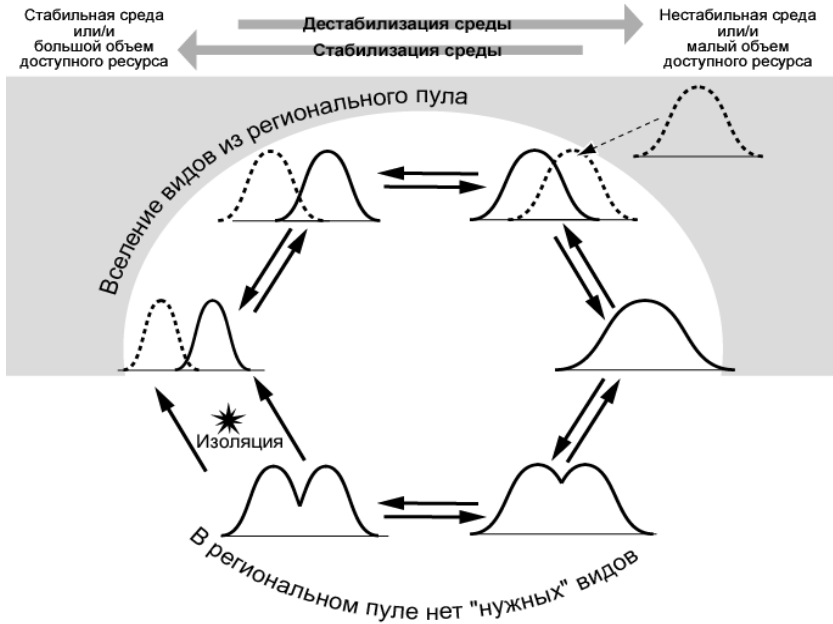 Стабильная среда
или/и
большой объем
доступного ресурса
Дестабилизация среды
Стабилизация среды
Нестабильная среда
или/и
малый объем
доступного ресурса
Вселение видов из регионального пула
Изоляция
В региональном пуле нет "нужных" видов